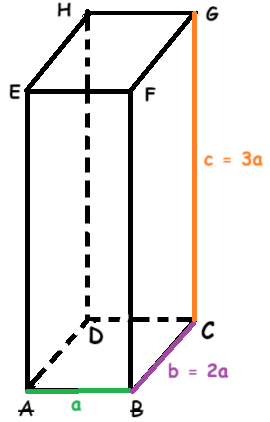 H G
E F
c = 3a
D C
b = 2a
a
A B